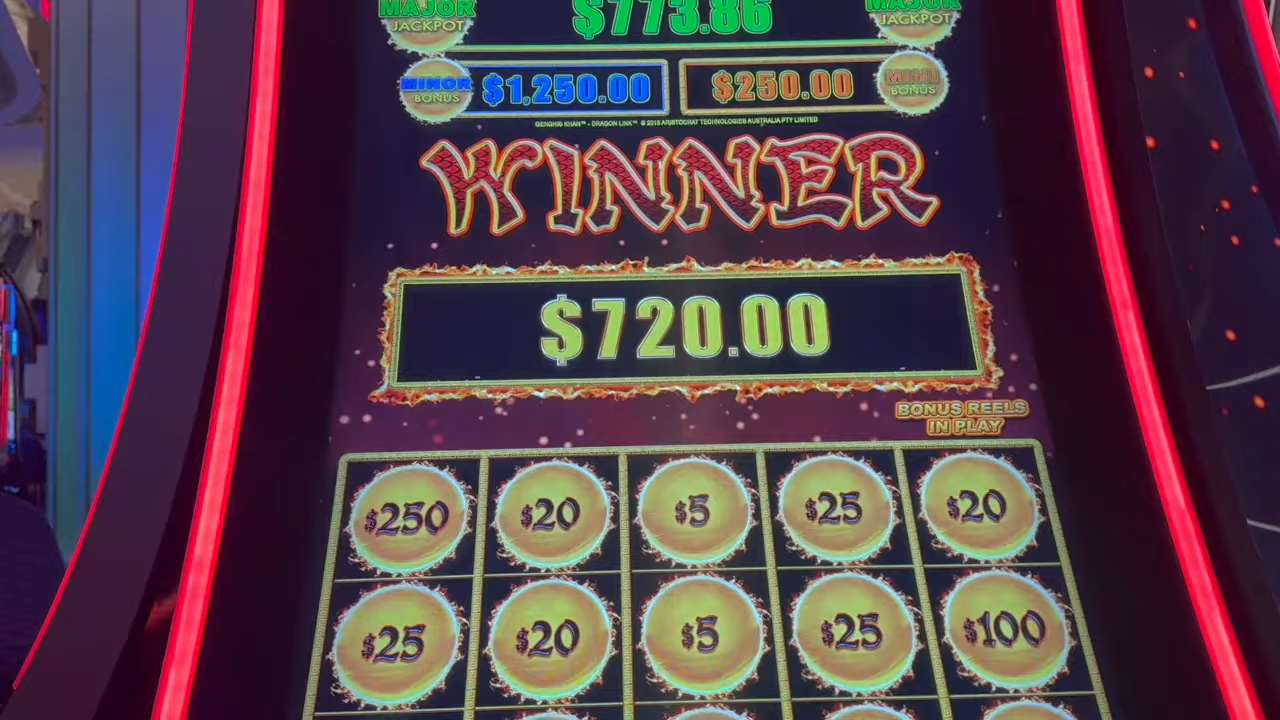 MAJOR $773.86 MAJOR
JACKPOT JACKPOT
MINOR BONUS $1,250.00 $250.00 MINI BONUS
GENGHIS KHAN™ - DRAGON LINK™ © 2018 ARISTOCRAT TECHNOLOGIES AUSTRALIA PTY LIMITED
WINNER
$720.00
BONUS REELS
IN PLAY
$250 $20 $5 $25 $20
$25 $20 $5 $25 $100